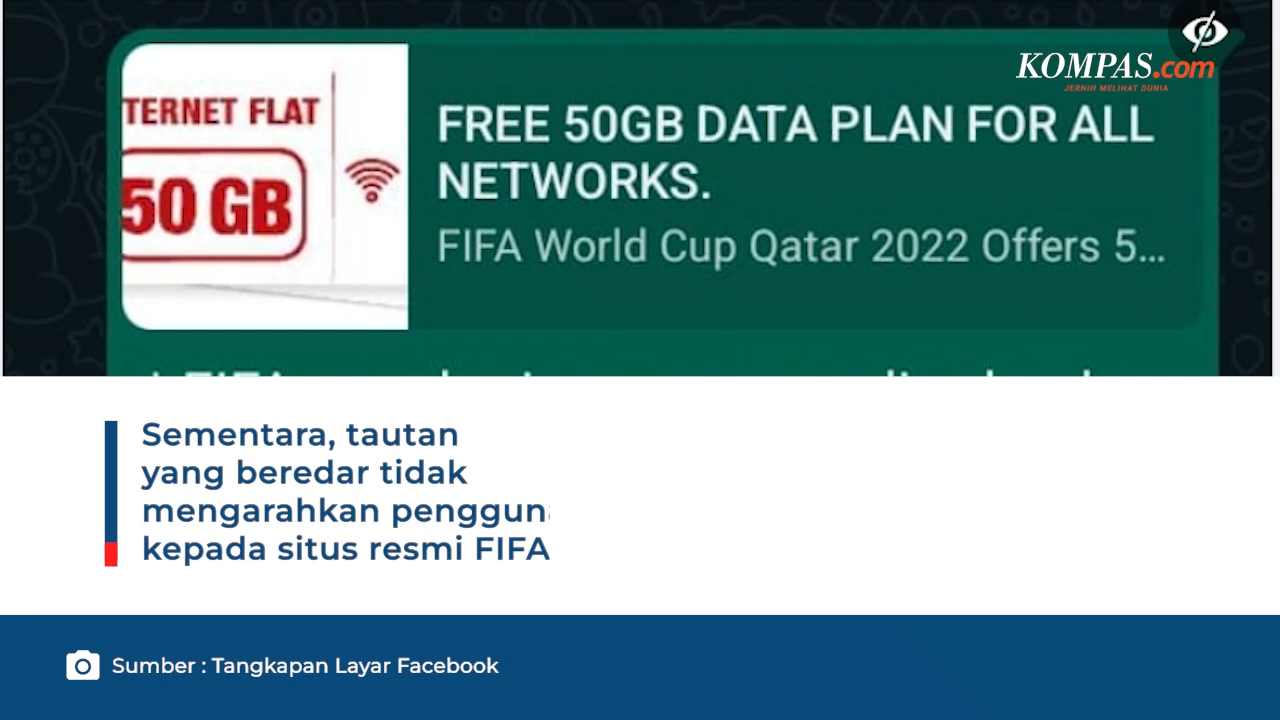 KOMPAS.com
JERNIH MELIHAT DUNIA
TERNET FLAT
50 GB
FREE 50GB DATA PLAN FOR ALL
NETWORKS.
FIFA World Cup Qatar 2022 Offers 5...
Sementara, tautan
yang beredar tidak
mengarahkan penggun
kepada situs resmi FIFA
Sumber : Tangkapan Layar Facebook